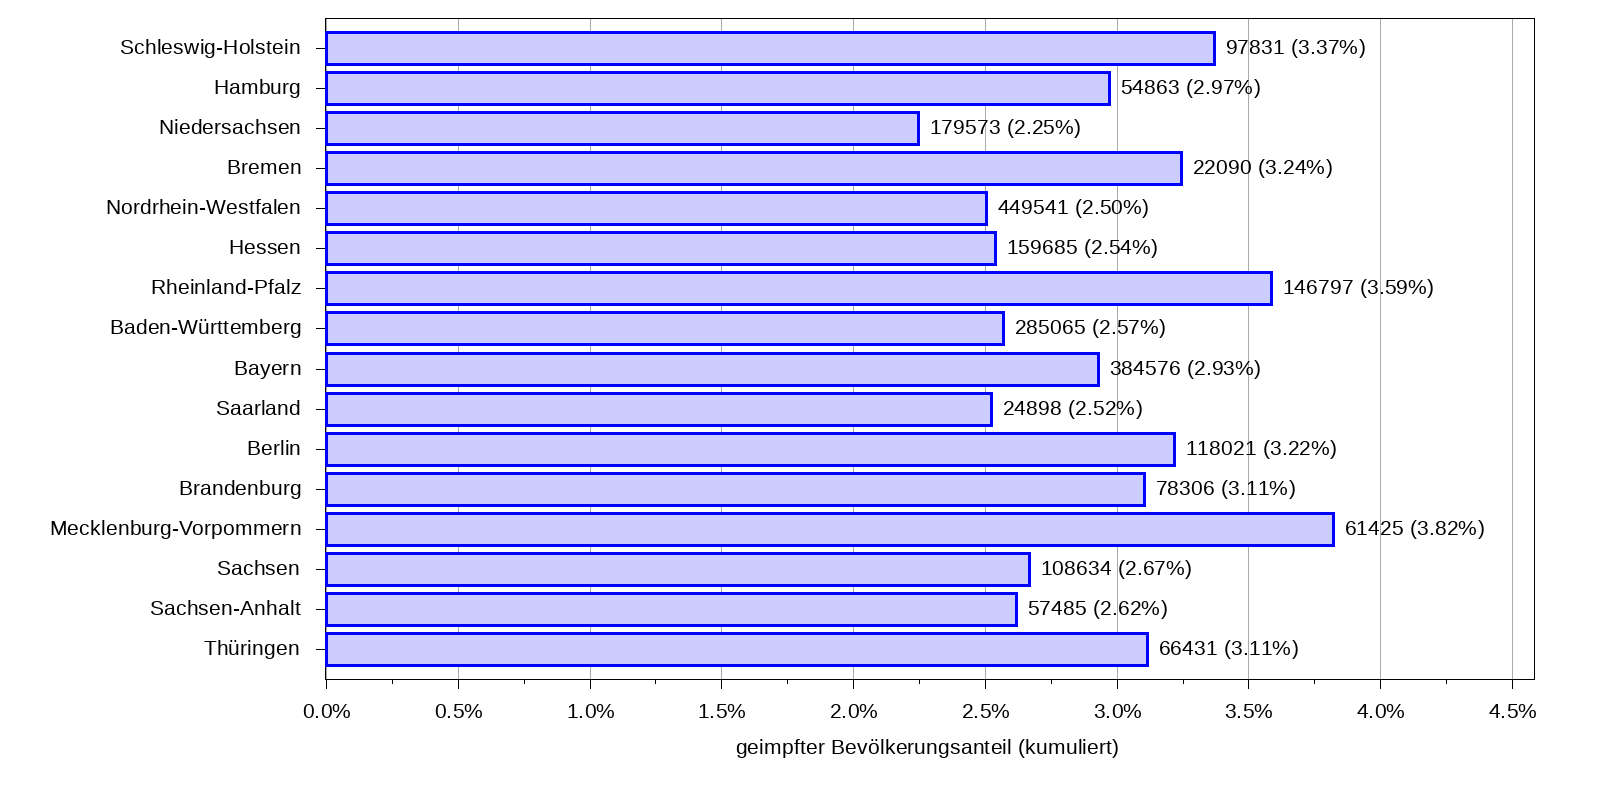 Schleswig-Holstein 97831 (3.37%)
Hamburg 54863 (2.97%)
Niedersachsen 179573 (2.25%)
Bremen 22090 (3.24%)
Nordrhein-Westfalen 449541 (2.50%)
Hessen 159685 (2.54%)
Rheinland-Pfalz 146797 (3.59%)
Baden-Württemberg 285065 (2.57%)
Bayern 384576 (2.93%)
Saarland 24898 (2.52%)
Berlin 118021 (3.22%)
Brandenburg 78306 (3.11%)
Mecklenburg-Vorpommern 61425 (3.82%)
Sachsen 108634 (2.67%)
Sachsen-Anhalt 57485 (2.62%)
Thüringen 66431 (3.11%)
0.0% 0.5% 1.0% 1.5% 2.0% 2.5% 3.0% 3.5% 4.0% 4.5%
geimpfter Bevölkerungsanteil (kumuliert)